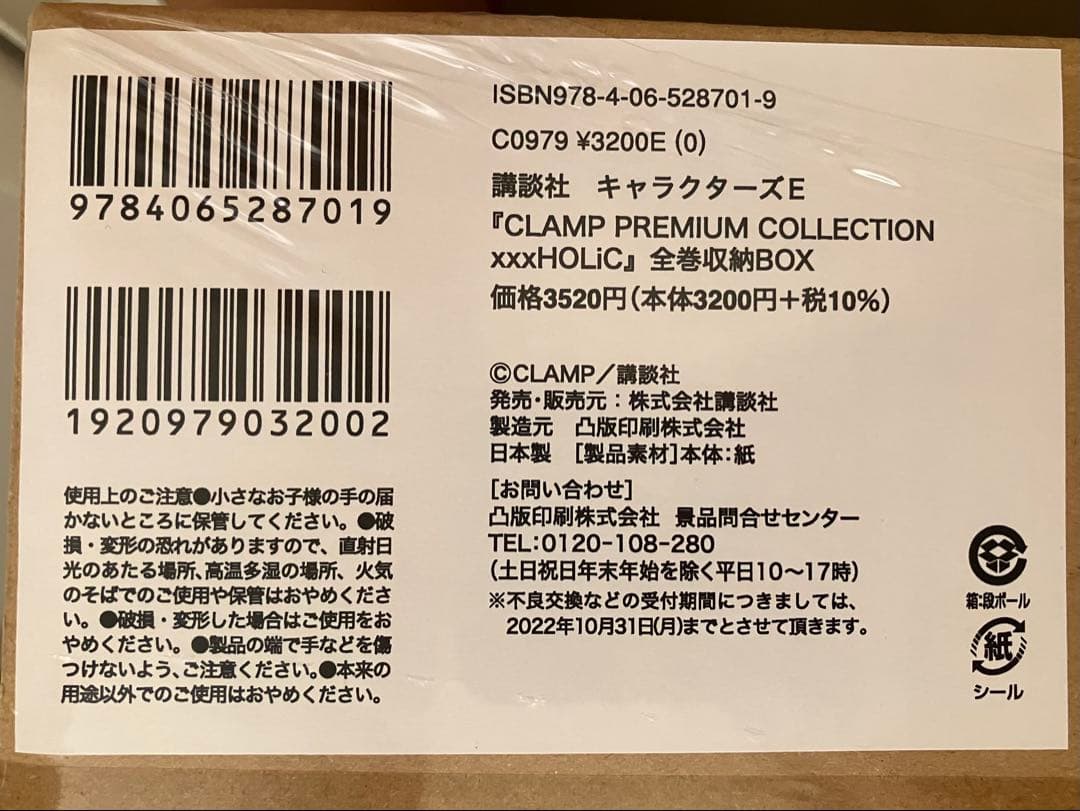 9784065287019
1920979032002
使用上のご注意●小さなお子様の手の届
かないところに保管してください。●破
損・変形の恐れがありますので、直射日
光のあたる場所、高温多湿の場所、火気
のそばでのご使用や保管はおやめくださ
い。●破損・変形した場合はご使用をお
やめください。●製品の端で手などを傷
つけないよう、ご注意ください。●本来の
用途以外でのご使用はおやめください。
ISBN978-4-06-528701-9
C0979 ¥3200E (0)
講談社　キャラクターズE
『CLAMP PREMIUM COLLECTION
xxxHOLiC』全巻収納BOX
価格3520円(本体3200円+税10%)
©CLAMP／講談社
発売・販売元：株式会社講談社
製造元　凸版印刷株式会社
日本製　[製品素材]本体:紙
[お問い合わせ]
凸版印刷株式会社 景品問合せセンター
TEL:0120-108-280
(土日祝日年末年始を除く平日10〜17時)
※不良交換などの受付期間につきましては、
2022年10月31日(月)までとさせて頂きます。
箱:段ボール
紙
シール